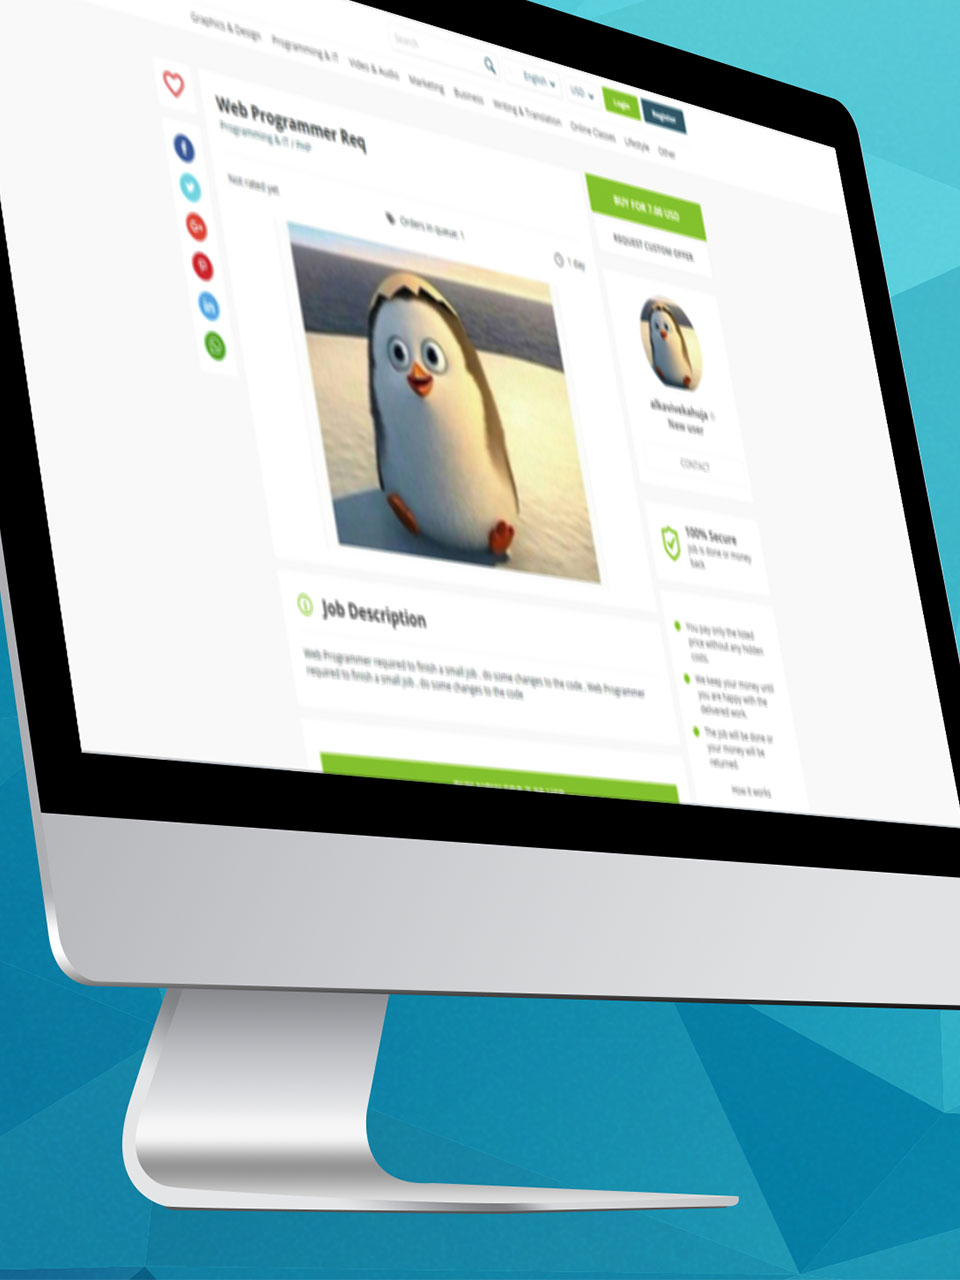 Search
English
USD
Login
Register
Graphics & Design Programming & IT Video & Audio Marketing Business Writing & Translation Online Classes Lifestyle Other
Web Programmer Req
Programming & IT / PHP
Not rated yet
Orders in queue: 1
1 day
BUY FOR 7.00 USD
REQUEST CUSTOM OFFER
alkavivekahuja
New user
CONTACT
100% Secure
Job is done or money
back
Job Description
Web Programmer required to finish a small job , do some changes to the code , Web Programmer
required to finish a small job , do some changes to the code
You pay only the listed
price without any hidden
costs.
We keep your money until
you are happy with the
delivered work.
The job will be done or
your money will be
returned.
How it works